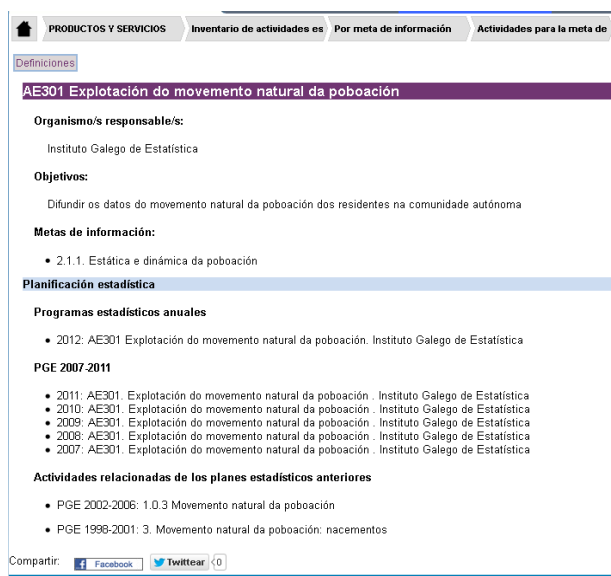 PRODUCTOS Y SERVICIOS Inventario de actividades es Por meta de información Actividades para la meta de
Definiciones
AE301 Explotación do movemento natural da poboación
Organismo/s responsable/s:
Instituto Galego de Estatística
Objetivos:
Difundir os datos do movemento natural da poboación dos residentes na comunidade autónoma
Metas de información:
• 2.1.1. Estática e dinámica da poboación
Planificación estadística
Programas estadísticos anuales
• 2012: AE301 Explotación do movemento natural da poboación. Instituto Galego de Estatística
PGE 2007-2011
• 2011: AE301. Explotación do movemento natural da poboación . Instituto Galego de Estatística
• 2010: AE301. Explotación do movemento natural da poboación . Instituto Galego de Estatística
• 2009: AE301. Explotación do movemento natural da poboación . Instituto Galego de Estatística
• 2008: AE301. Explotación do movemento natural da poboación . Instituto Galego de Estatística
• 2007: AE301. Explotación do movemento natural da poboación . Instituto Galego de Estatística
Actividades relacionadas de los planes estadísticos anteriores
• PGE 2002-2006: 1.0.3 Movemento natural da poboación
• PGE 1998-2001: 3. Movemento natural da poboación: nacementos
Compartir: Facebook Twittear 0